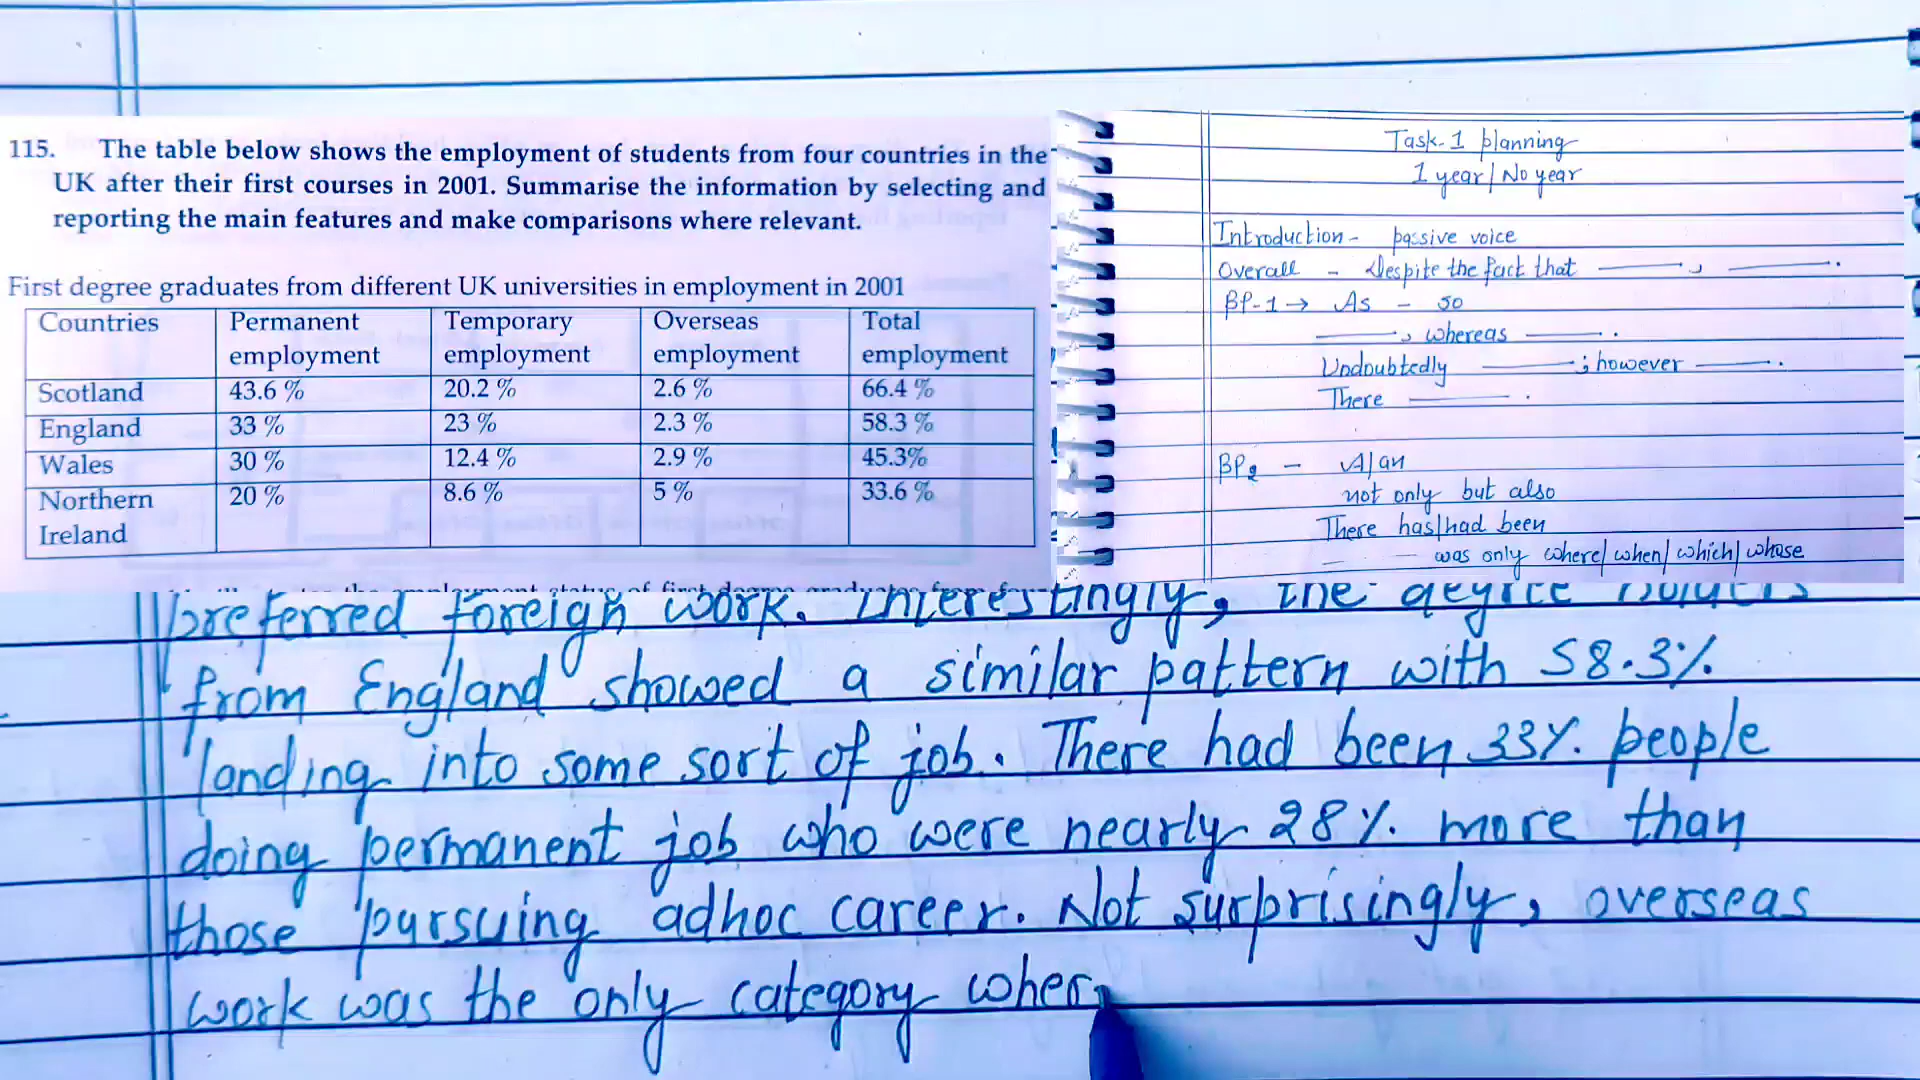 115. The table below shows the employment of students from four countries in the
UK after their first courses in 2001. Summarise the information by selecting and
reporting the main features and make comparisons where relevant.
First degree graduates from different UK universities in employment in 2001
Countries Permanent employment Temporary employment Overseas employment Total employment
Scotland 43.6 % 20.2 % 2.6 % 66.4 %
England 33 % 23 % 2.3 % 58.3 %
Wales 30 % 12.4 % 2.9 % 45.3%
Northern Ireland 20 % 8.6 % 5 % 33.6 %
Task-1 planning
1 year/No year
Introduction - passive voice
Overall - Despite the fact that ——, ——.
BP-1 → As - so
——, whereas ——.
Undoubtedly ——; however ——.
There ——.
BP2 - A/an
not only but also
There has/had been
— was only where/when/which/whose
preferred foreign work. Interestingly, the degree
from England showed a similar pattern with 58.3%
landing into some sort of job. There had been 33% people
doing permanent job who were nearly 28% more than
those pursuing adhoc career. Not surprisingly, overseas
work was the only category wher